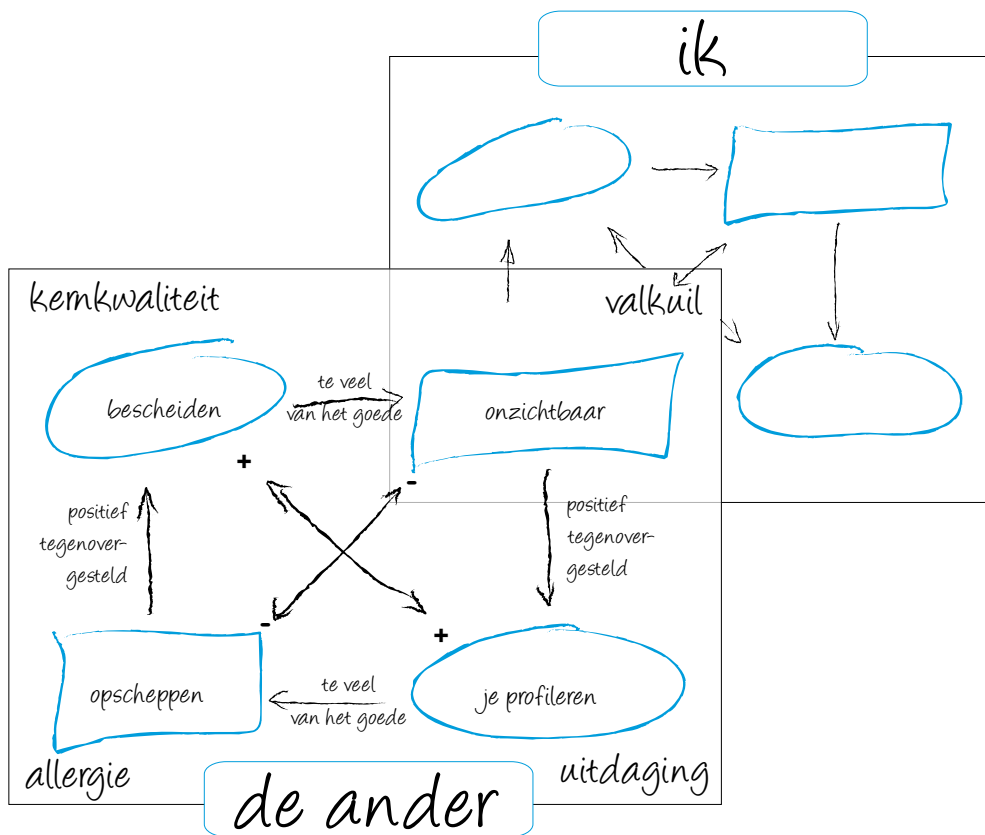 ik
kernkwaliteit
valkuil
bescheiden
te veel
van het goede
onzichtbaar
+
-
positief
tegenover-
gesteld
positief
tegenover-
gesteld
-
+
opscheppen
te veel
van het goede
je profileren
allergie
uitdaging
de ander